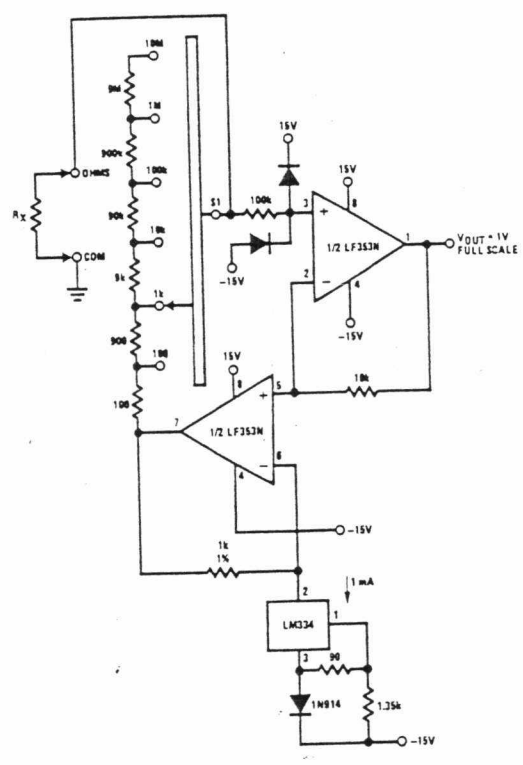 10M
9M
1M
900k
OHMS
100k
RX
90k
S1
100k
15V
15V
3
8
+
1/2 LF353N
1
VOUT = 1V
FULL SCALE
10k
COM
9k
-15V
2
−
4
1k
-15V
900
100
15V
8
100
5
10k
7
+
1/2 LF353N
−
6
4
-15V
1k
1%
2
1 mA
LM334
1
3
90
1N914
1.35k
-15V